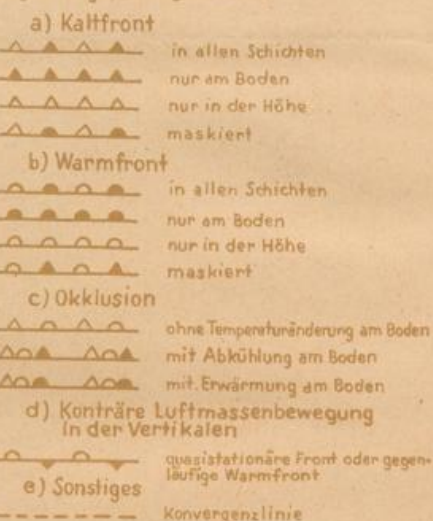 a) Kaltfront
in allen Schichten
nur am Boden
nur in der Höhe
maskiert
b) Warmfront
in allen Schichten
nur am Boden
nur in der Höhe
maskiert
c) Okklusion
ohne Temperaturänderung am Boden
mit Abkühlung am Boden
mit Erwärmung am Boden
d) Konträre Luftmassenbewegung
in der Vertikalen
quasistationäre Front oder gegen-
läufige Warmfront
e) Sonstiges
Konvergenzlinie